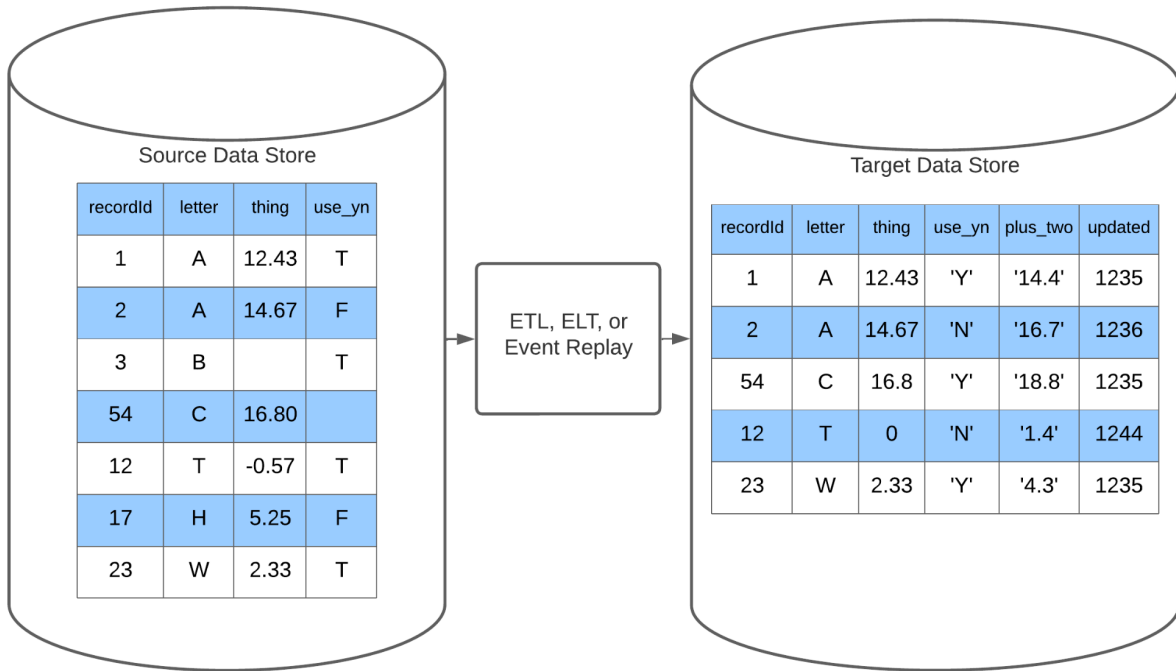 Source Data Store
recordId letter thing use_yn
1 A 12.43 T
2 A 14.67 F
3 B T
54 C 16.80
12 T -0.57 T
17 H 5.25 F
23 W 2.33 T
ETL, ELT, or
Event Replay
Target Data Store
recordId letter thing use_yn plus_two updated
1 A 12.43 'Y' '14.4' 1235
2 A 14.67 'N' '16.7' 1236
54 C 16.8 'Y' '18.8' 1235
12 T 0 'N' '1.4' 1244
23 W 2.33 'Y' '4.3' 1235